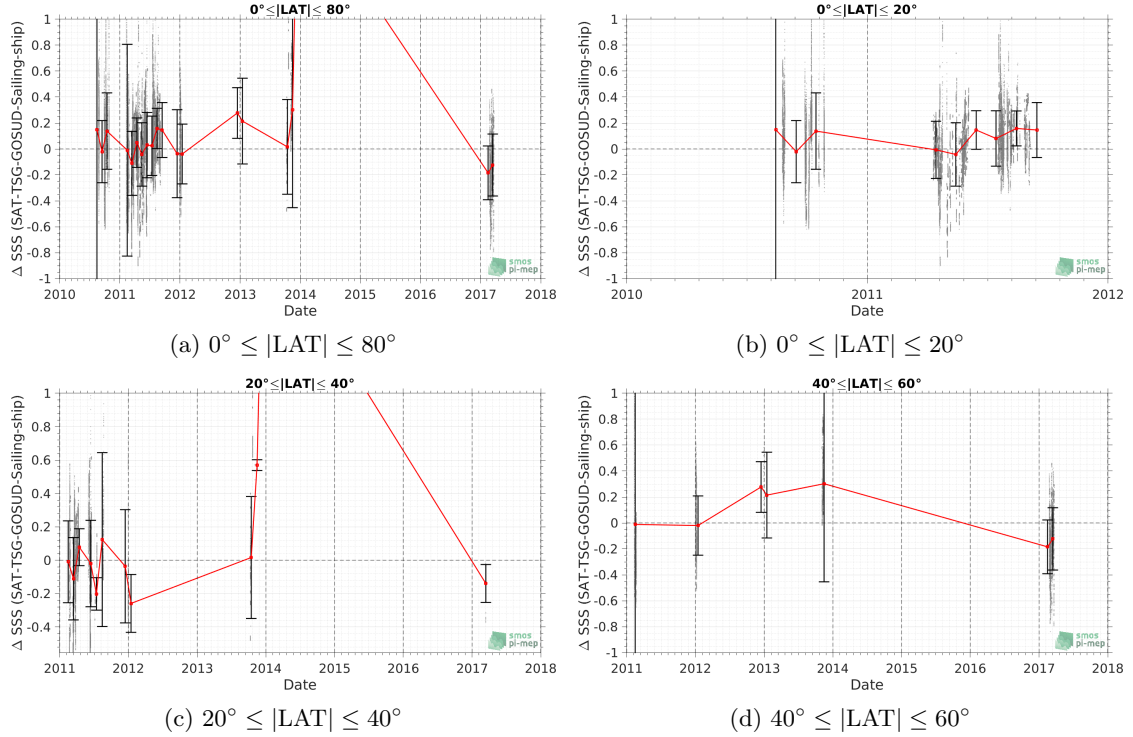 0°≤|LAT|≤ 80°
Δ SSS (SAT-TSG-GOSUD-Sailing-ship)
1
0.8
0.6
0.4
0.2
0
-0.2
-0.4
-0.6
-0.8
-1
2010 2011 2012 2013 2014 2015 2016 2017 2018
Date
smos
pi-mep
(a) 0° ≤ |LAT| ≤ 80°
0°≤|LAT|≤ 20°
Δ SSS (SAT-TSG-GOSUD-Sailing-ship)
1
0.8
0.6
0.4
0.2
0
-0.2
-0.4
-0.6
-0.8
-1
2010 2011 2012
Date
smos
pi-mep
(b) 0° ≤ |LAT| ≤ 20°
20°≤|LAT|≤ 40°
Δ SSS (SAT-TSG-GOSUD-Sailing-ship)
1
0.8
0.6
0.4
0.2
0
-0.2
-0.4
2011 2012 2013 2014 2015 2016 2017 2018
Date
smos
pi-mep
(c) 20° ≤ |LAT| ≤ 40°
40°≤|LAT|≤ 60°
Δ SSS (SAT-TSG-GOSUD-Sailing-ship)
1
0.8
0.6
0.4
0.2
0
-0.2
-0.4
-0.6
-0.8
-1
2011 2012 2013 2014 2015 2016 2017 2018
Date
smos
pi-mep
(d) 40° ≤ |LAT| ≤ 60°